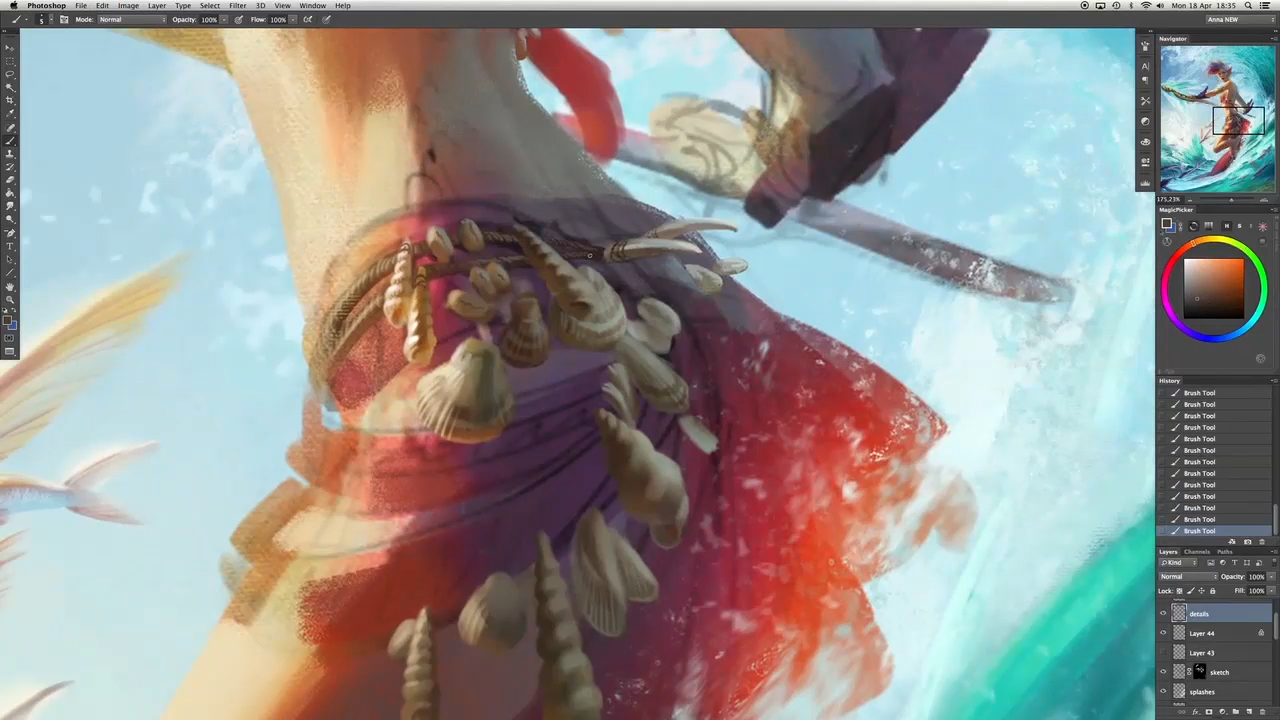 Photoshop File Edit Image Layer Type Select Filter 3D View Window Help Mon 18 Apr 18:35
5 Mode: Normal Opacity: 100% Flow: 100% Anna NEW
Navigator
175,23%
MagicPicker
H S I
History
Brush Tool
Brush Tool
Brush Tool
Brush Tool
Brush Tool
Brush Tool
Brush Tool
Brush Tool
Brush Tool
Brush Tool
Brush Tool
Brush Tool
Brush Tool
Layers Channels Paths
Kind
Normal Opacity: 100%
Lock: Fill: 100%
details
Layer 44
Layer 43
sketch
splashes